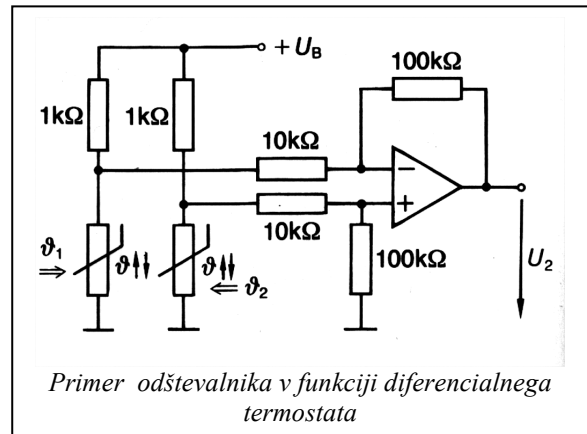 + U_B
100kΩ
1kΩ
1kΩ
10kΩ
−
+
10kΩ
ϑ₁
ϑ
ϑ
ϑ₂
100kΩ
U₂
Primer odštevalnika v funkciji diferencialnega
termostata